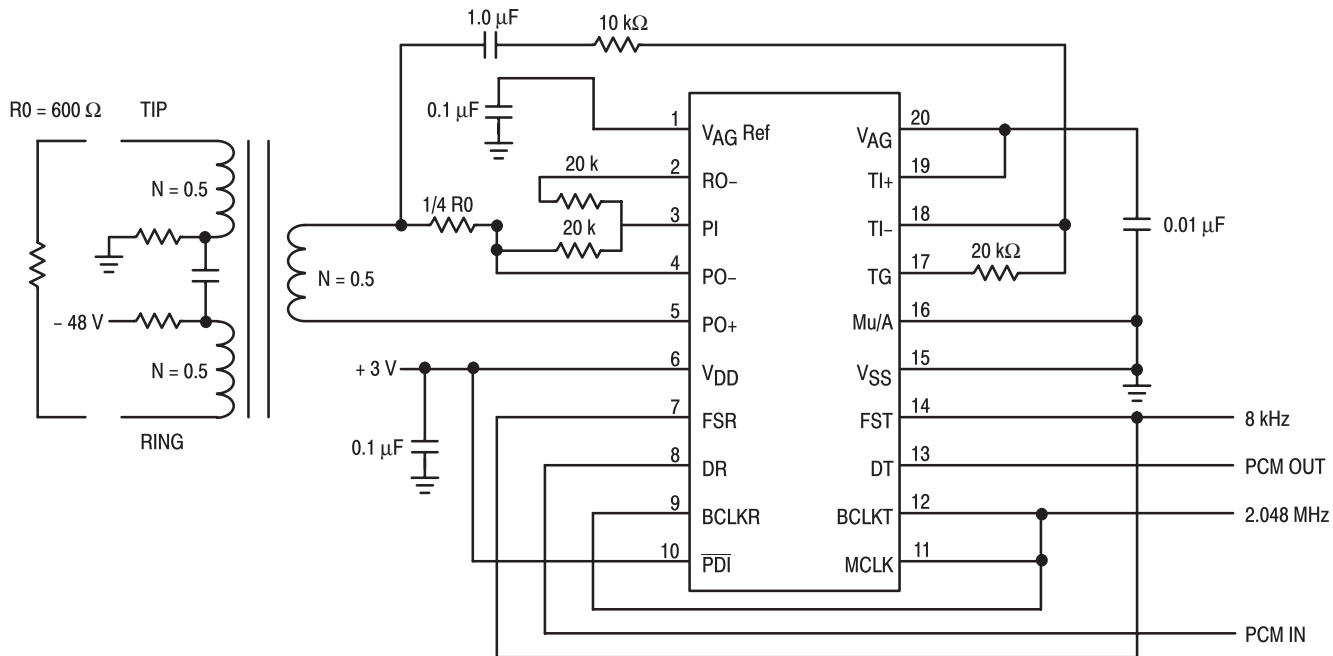 1.0 µF
10 kΩ
R0 = 600 Ω
TIP
0.1 µF
N = 0.5
1/4 R0
20 k
20 k
N = 0.5
– 48 V
N = 0.5
RING
+ 3 V
0.1 µF
1
VAG Ref
2
RO–
3
PI
4
PO–
5
PO+
6
VDD
7
FSR
8
DR
9
BCLKR
10
PDI
20
VAG
19
TI+
18
TI–
17
TG
16
Mu/A
15
VSS
14
FST
13
DT
12
BCLKT
11
MCLK
20 kΩ
0.01 µF
8 kHz
PCM OUT
2.048 MHz
PCM IN